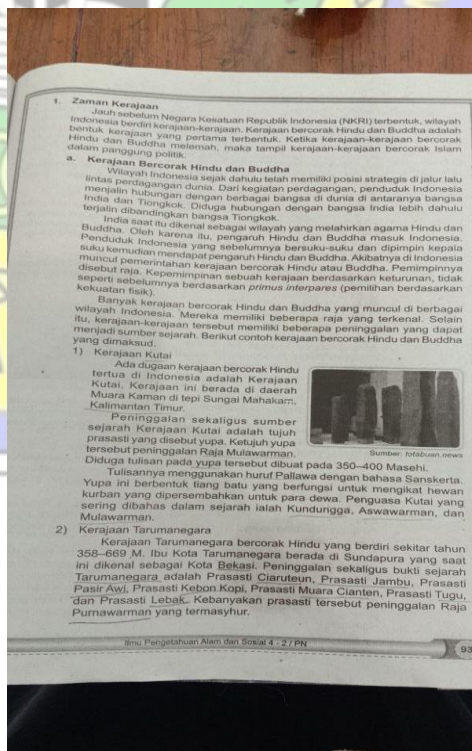 1. Zaman Kerajaan
Jauh sebelum Negara Kesatuan Republik Indonesia (NKRI) terbentuk, wilayah
Indonesia berdiri kerajaan-kerajaan. Kerajaan bercorak Hindu dan Buddha adalah
bentuk kerajaan yang pertama terbentuk. Ketika kerajaan-kerajaan bercorak
Hindu dan Buddha melemah, maka tampil kerajaan-kerajaan bercorak Islam
dalam panggung politik.
a. Kerajaan Bercorak Hindu dan Buddha
Wilayah Indonesia sejak dahulu telah memiliki posisi strategis di jalur lalu
lintas perdagangan dunia. Dari kegiatan perdagangan, penduduk Indonesia
menjalin hubungan dengan berbagai bangsa di dunia di antaranya bangsa
India dan Tiongkok. Diduga hubungan dengan bangsa India lebih dahulu
terjalin dibandingkan bangsa Tiongkok.
India saat itu dikenal sebagai wilayah yang melahirkan agama Hindu dan
Buddha. Oleh karena itu, pengaruh Hindu dan Buddha masuk Indonesia.
Penduduk Indonesia yang sebelumnya bersuku-suku dan dipimpin kepala
suku kemudian mendapat pengaruh Hindu dan Buddha. Akibatnya di Indonesia
muncul pemerintahan kerajaan bercorak Hindu atau Buddha. Pemimpinnya
disebut raja. Kepemimpinan sebuah kerajaan berdasarkan keturunan, tidak
seperti sebelumnya berdasarkan primus interpares (pemilihan berdasarkan
kekuatan fisik).
Banyak kerajaan bercorak Hindu dan Buddha yang muncul di berbagai
wilayah Indonesia. Mereka memiliki beberapa raja yang terkenal. Selain
itu, kerajaan-kerajaan tersebut memiliki beberapa peninggalan yang dapat
menjadi sumber sejarah. Berikut contoh kerajaan bercorak Hindu dan Buddha
yang dimaksud.
1) Kerajaan Kutai
Ada dugaan kerajaan bercorak Hindu
tertua di Indonesia adalah Kerajaan
Kutai. Kerajaan ini berada di daerah
Muara Kaman di tepi Sungai Mahakam,
Kalimantan Timur.
Peninggalan sekaligus sumber
sejarah Kerajaan Kutai adalah tujuh
prasasti yang disebut yupa. Ketujuh yupa
tersebut peninggalan Raja Mulawarman.
Sumber: totabuan.news
Diduga tulisan pada yupa tersebut dibuat pada 350–400 Masehi.
Tulisannya menggunakan huruf Pallawa dengan bahasa Sanskerta.
Yupa ini berbentuk tiang batu yang berfungsi untuk mengikat hewan
kurban yang dipersembahkan untuk para dewa. Penguasa Kutai yang
sering dibahas dalam sejarah ialah Kundungga, Aswawarman, dan
Mulawarman.
2) Kerajaan Tarumanegara
Kerajaan Tarumanegara bercorak Hindu yang berdiri sekitar tahun
358–669 M. Ibu Kota Tarumanegara berada di Sundapura yang saat
ini dikenal sebagai Kota Bekasi. Peninggalan sekaligus bukti sejarah
Tarumanegara adalah Prasasti Ciaruteun, Prasasti Jambu, Prasasti
Pasir Awi, Prasasti Kebon Kopi, Prasasti Muara Cianten, Prasasti Tugu,
dan Prasasti Lebak. Kebanyakan prasasti tersebut peninggalan Raja
Purnawarman yang termasyhur.
Ilmu Pengetahuan Alam dan Sosial 4 - 2 / PN
93